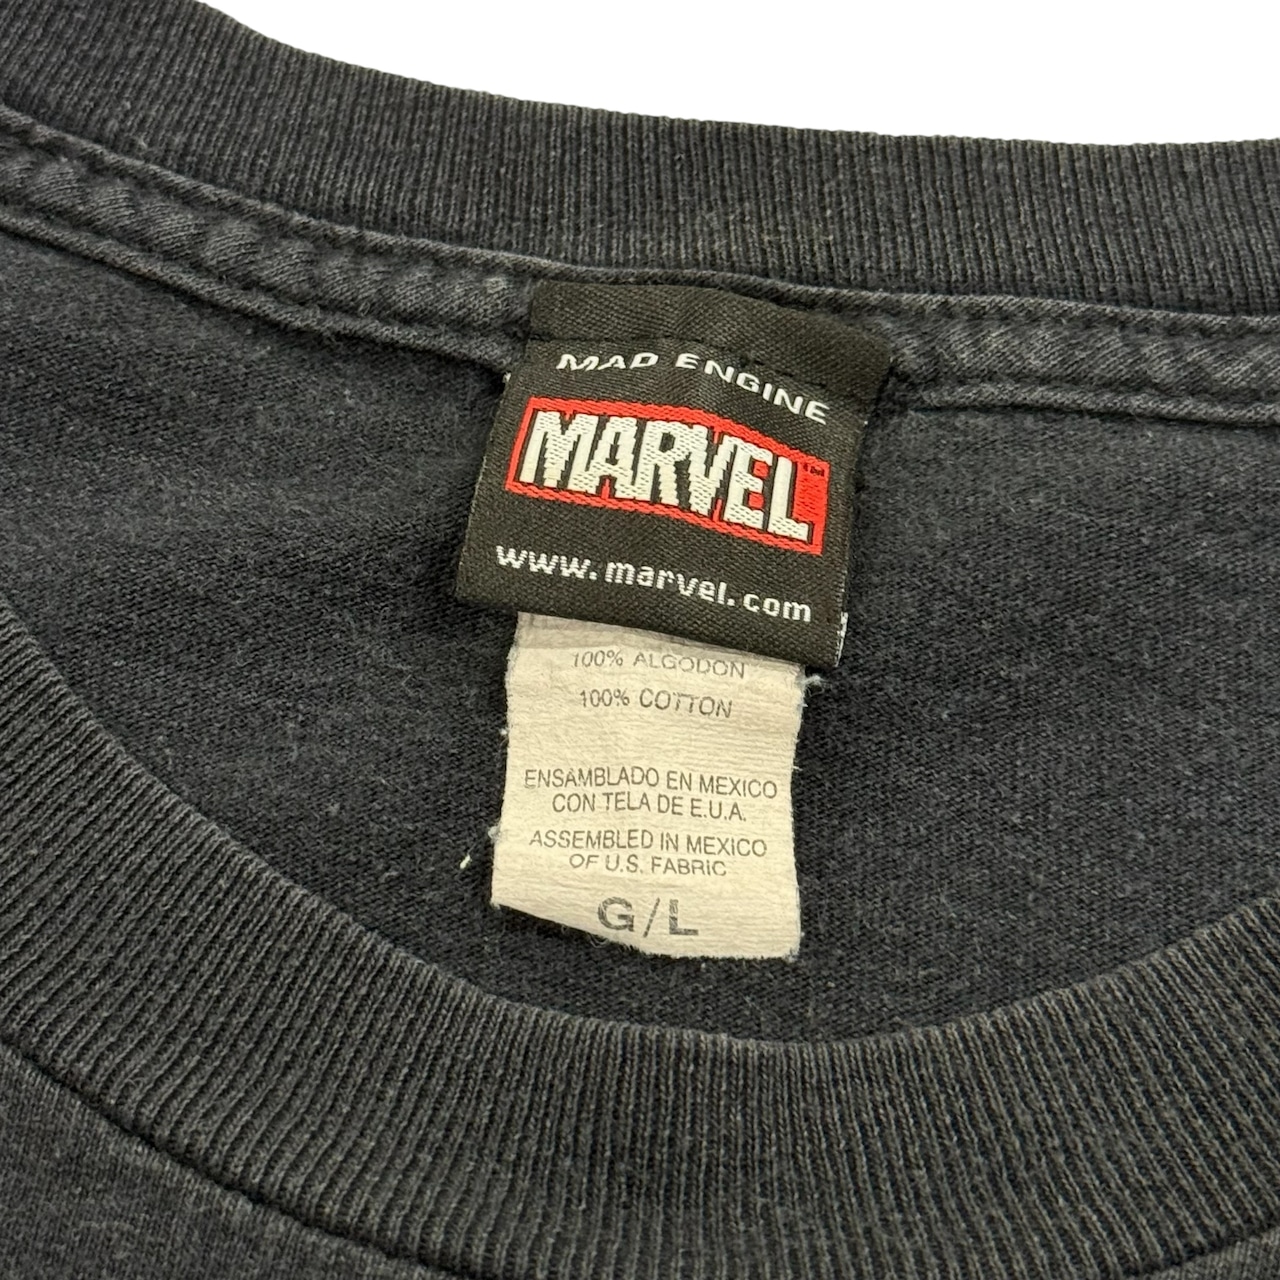 MAD ENGINE
MARVEL™
www.marvel.com
100% ALGODON
100% COTTON
ENSAMBLADO EN MEXICO
CON TELA DE E.U.A.
ASSEMBLED IN MEXICO
OF U.S. FABRIC
G/L